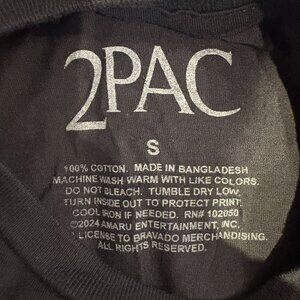 2PAC
S
100% COTTON. MADE IN BANGLADESH
MACHINE WASH WARM WITH LIKE COLORS.
DO NOT BLEACH. TUMBLE DRY LOW.
TURN INSIDE OUT TO PROTECT PRINT.
COOL IRON IF NEEDED. RN# 102050
©2024 AMARU ENTERTAINMENT, INC.
LICENSE TO BRAVADO MERCHANDISING.
ALL RIGHTS RESERVED.